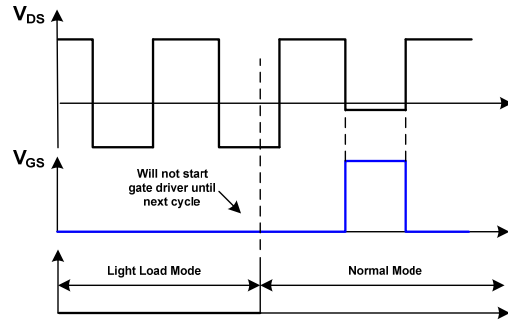 VDS
VGS
Will not start
gate driver until
next cycle
Light Load Mode
Normal Mode